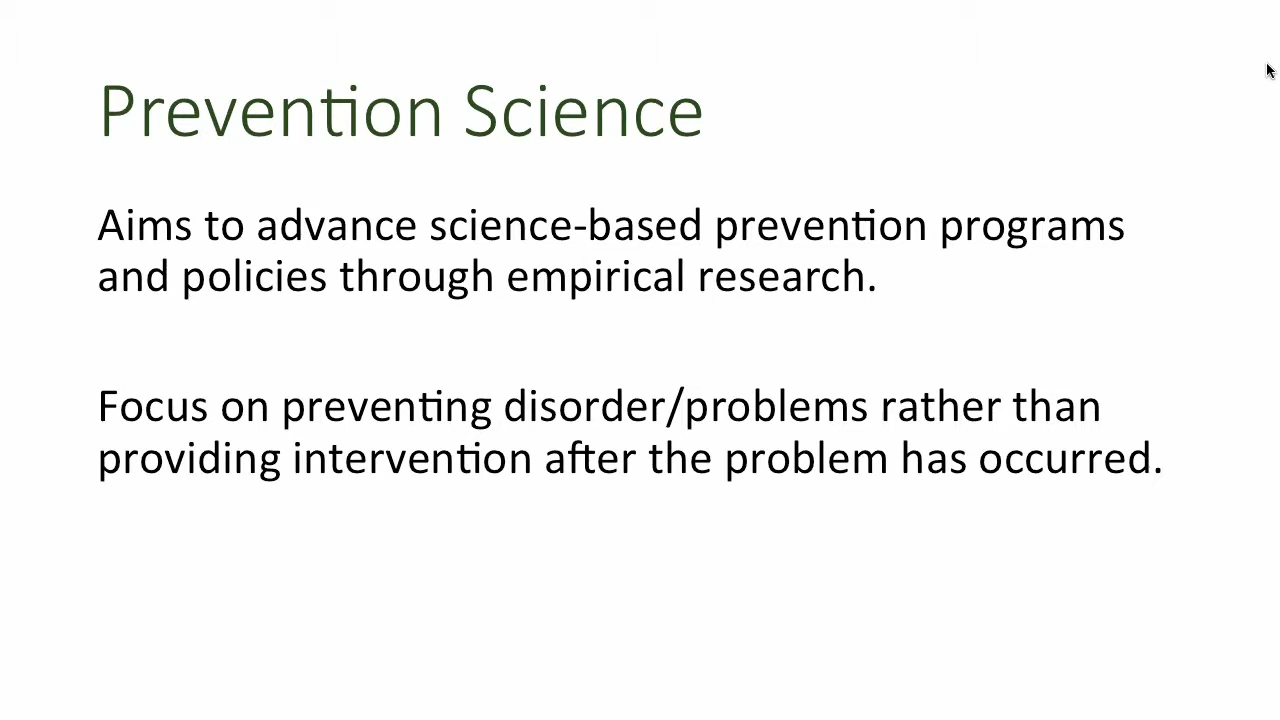 Prevention Science
Aims to advance science-based prevention programs
and policies through empirical research.
Focus on preventing disorder/problems rather than
providing intervention after the problem has occurred.